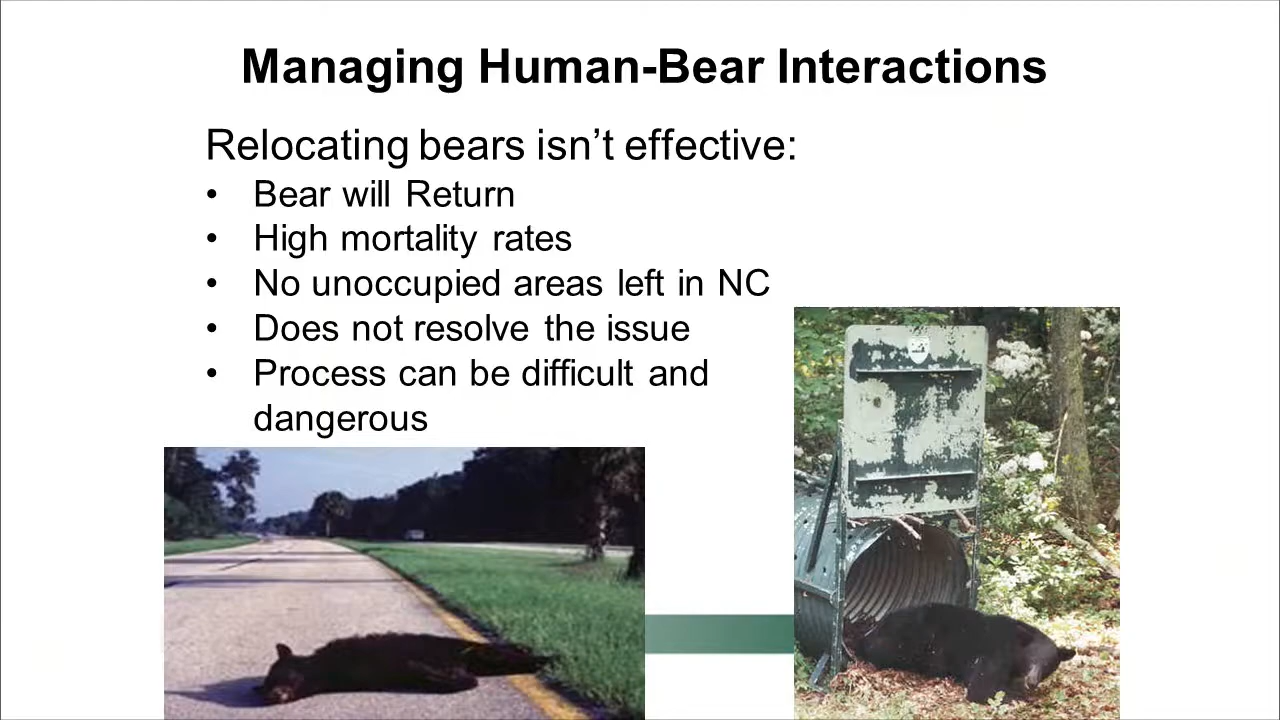 Managing Human-Bear Interactions
Relocating bears isn’t effective:
• Bear will Return
• High mortality rates
• No unoccupied areas left in NC
• Does not resolve the issue
• Process can be difficult and
dangerous